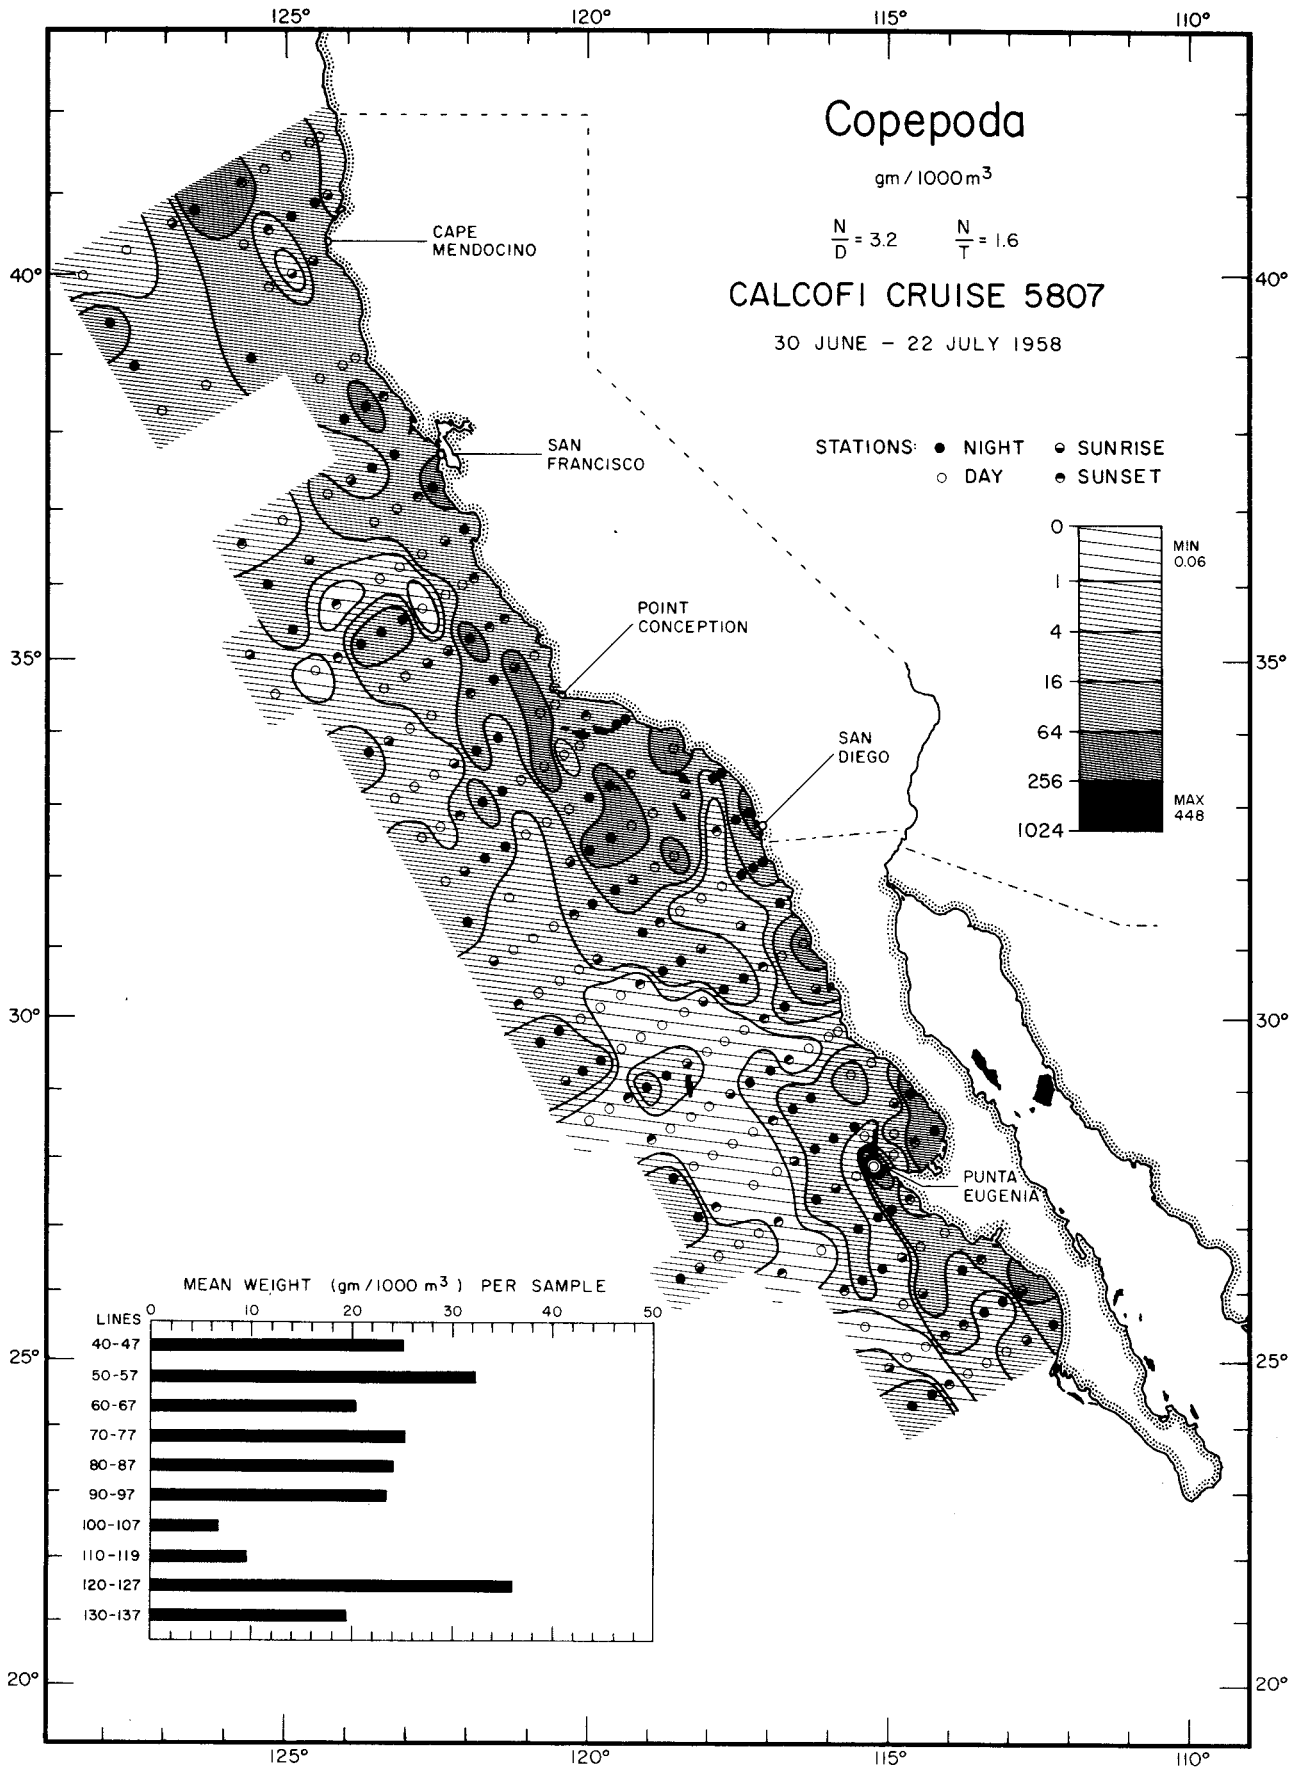 125° 120° 115° 110°
Copepoda
gm/1000m³
N/D = 3.2 N/T = 1.6
CALCOFI CRUISE 5807
30 JUNE – 22 JULY 1958
CAPE
MENDOCINO
40° 40°
SAN
FRANCISCO
STATIONS: ● NIGHT ◒ SUNRISE
○ DAY ◓ SUNSET
0
MIN
0.06
1
4
16
64
256
MAX
448
1024
POINT
CONCEPTION
35° 35°
SAN
DIEGO
30° 30°
PUNTA
EUGENIA
MEAN WEIGHT (gm/1000 m³) PER SAMPLE
LINES 0 10 20 30 40 50
40-47
50-57
60-67
70-77
80-87
90-97
100-107
110-119
120-127
130-137
25° 25°
20° 20°
125° 120° 115° 110°